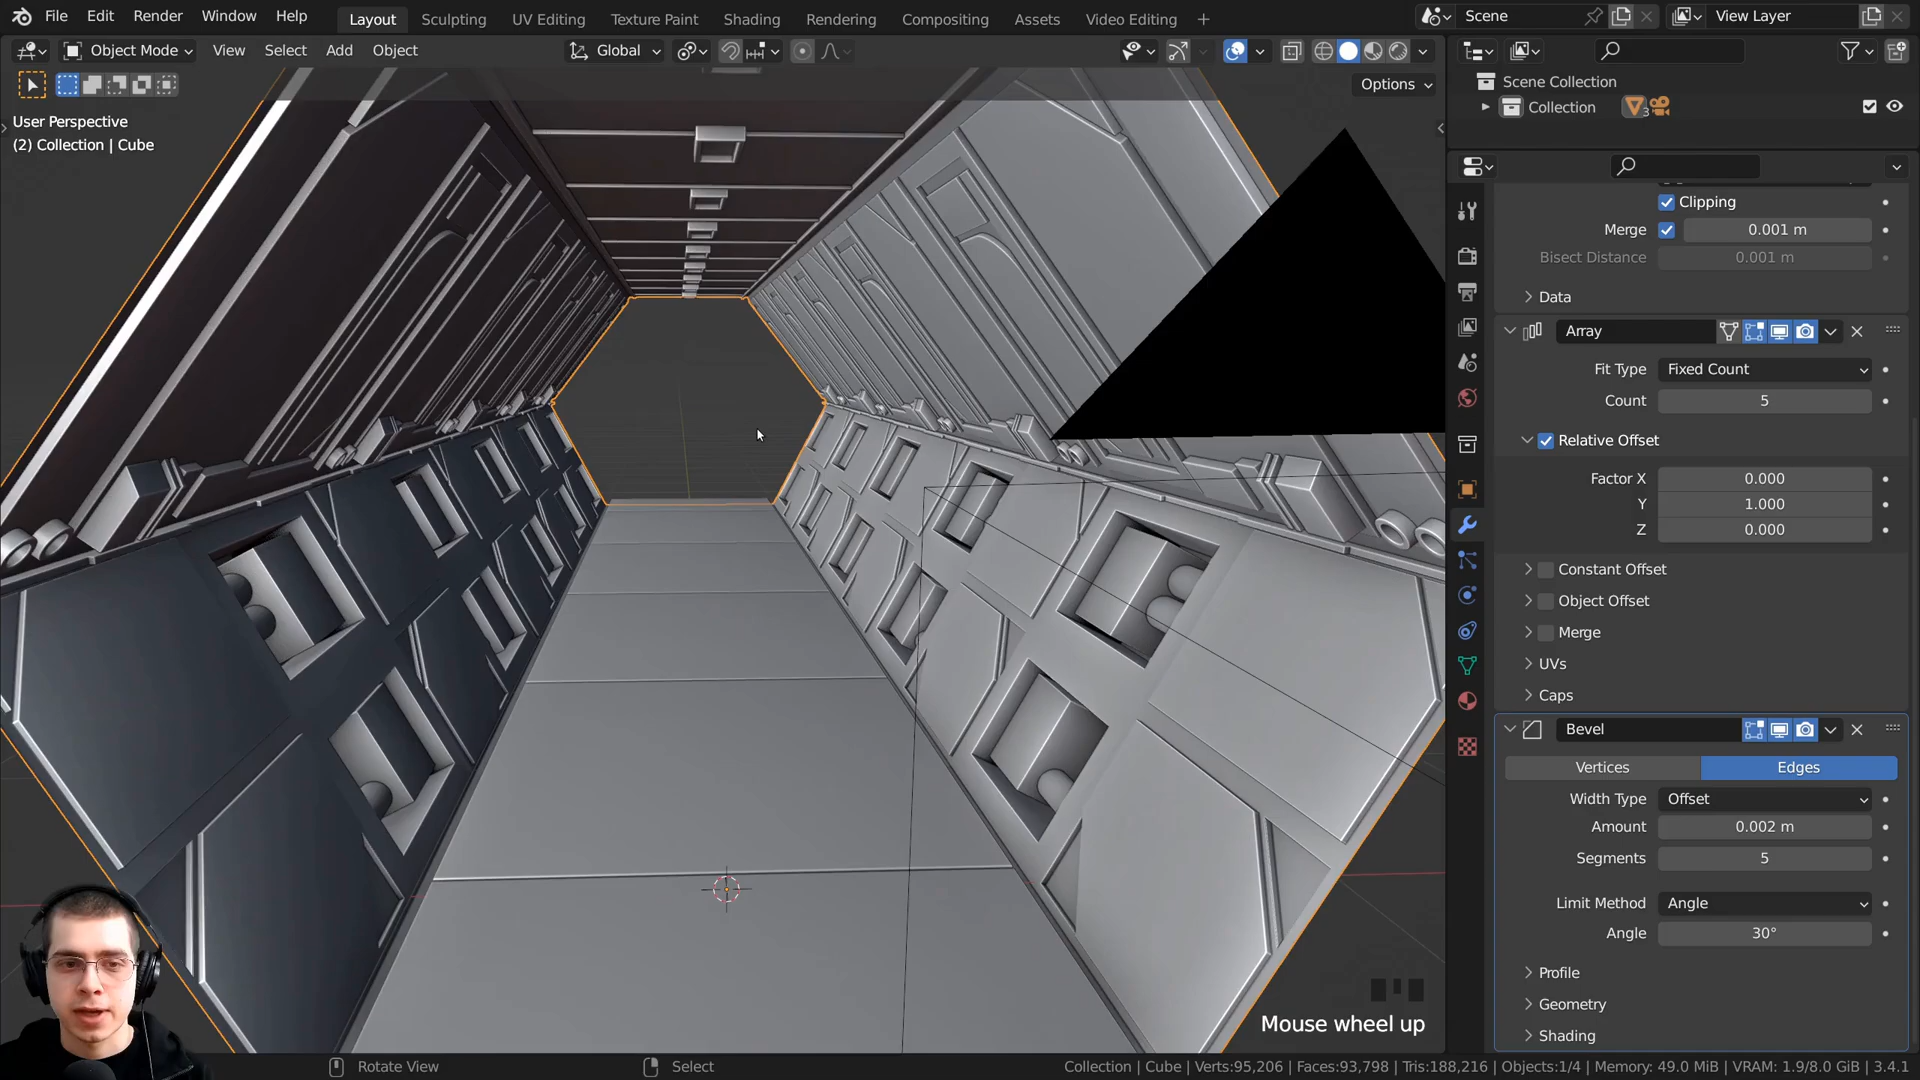 File Edit Render Window Help
Layout Sculpting UV Editing Texture Paint Shading Rendering Compositing Assets Video Editing +
Scene
View Layer
Object Mode View Select Add Object
Global
Options
User Perspective
(2) Collection | Cube
Scene Collection
Collection 3
Clipping
Merge 0.001 m
Bisect Distance 0.001 m
Data
Array
Fit Type Fixed Count
Count 5
Relative Offset
Factor X 0.000
Y 1.000
Z 0.000
Constant Offset
Object Offset
Merge
UVs
Caps
Bevel
Vertices Edges
Width Type Offset
Amount 0.002 m
Segments 5
Limit Method Angle
Angle 30°
Profile
Geometry
Shading
Mouse wheel up
Rotate View
Select
Collection | Cube | Verts:95,206 | Faces:93,798 | Tris:188,216 | Objects:1/4 | Memory: 49.0 MiB | VRAM: 1.9/8.0 GiB | 3.4.1